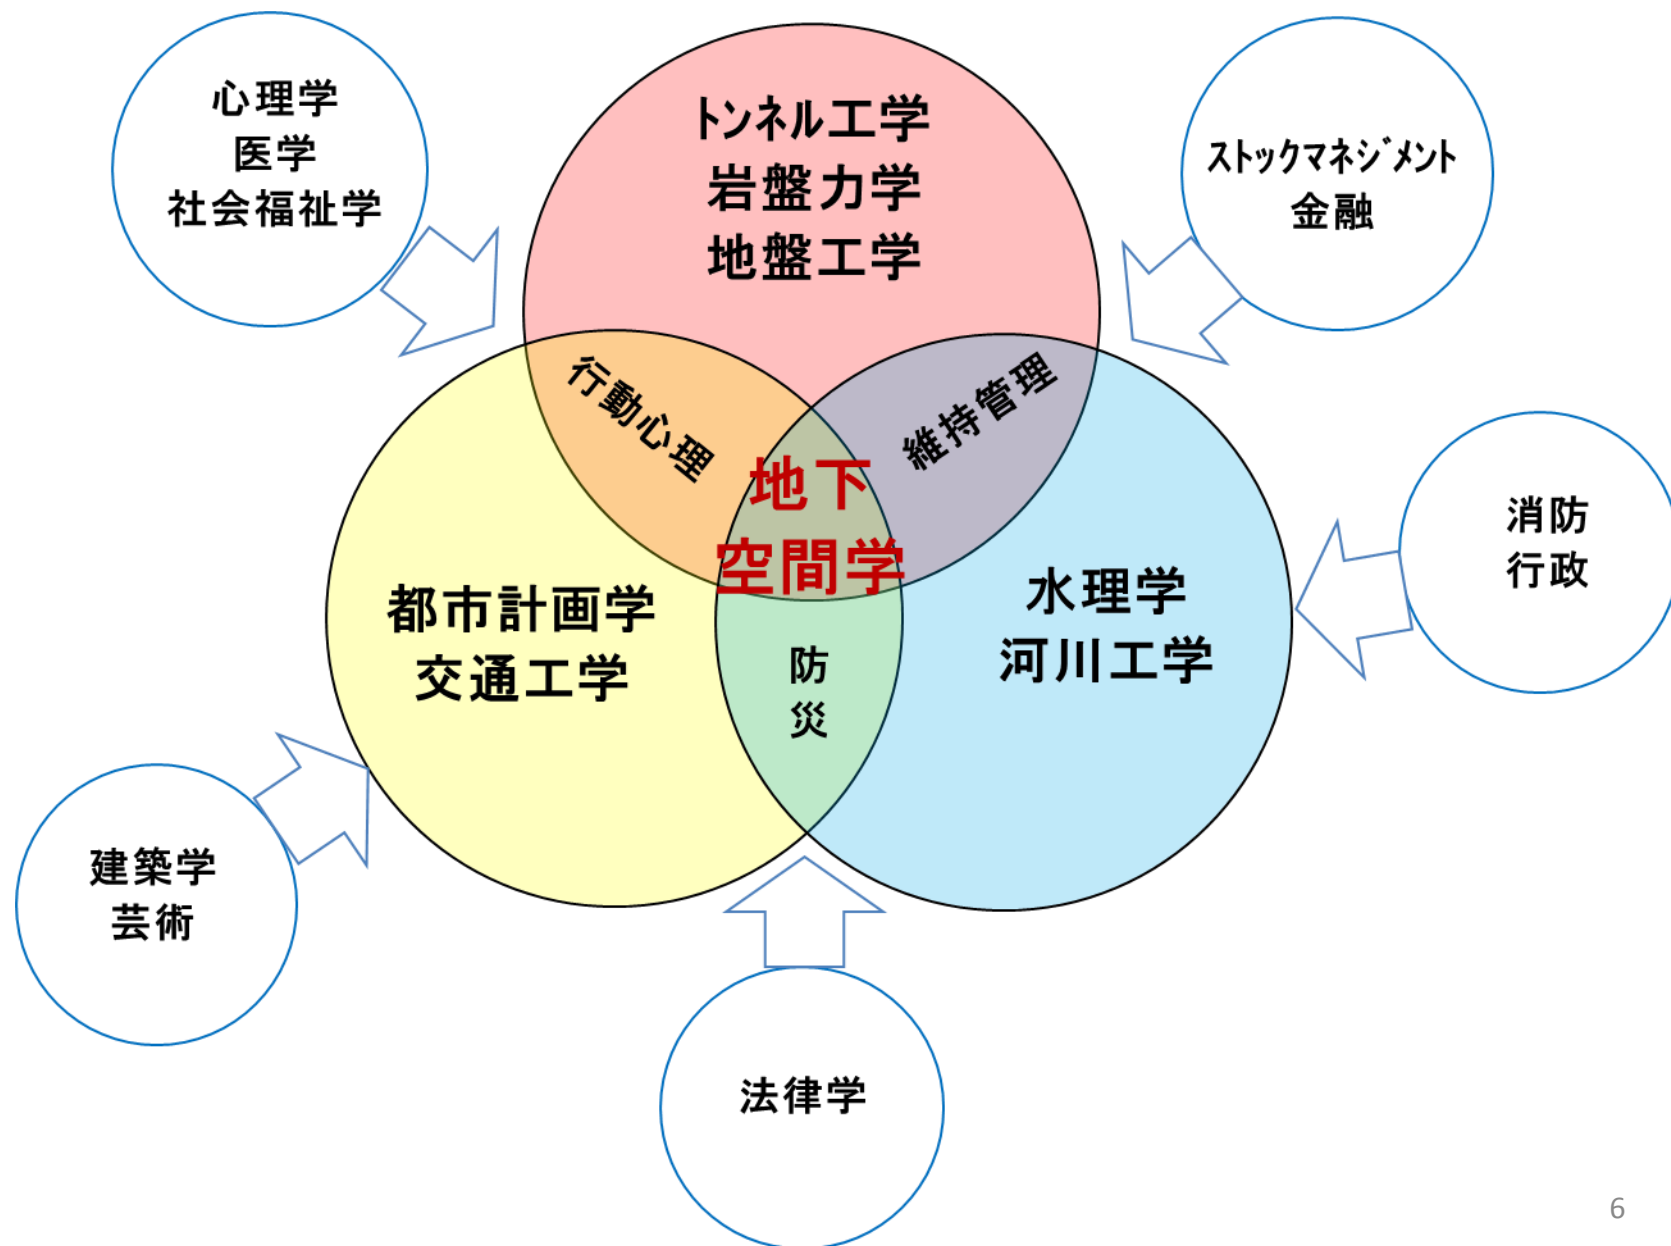 心理学
医学
社会福祉学
トンネル工学
岩盤力学
地盤工学
ストックマネジメント
金融
行動心理
維持管理
地下
空間学
都市計画学
交通工学
水理学
河川工学
防
災
消防
行政
建築学
芸術
法律学
6